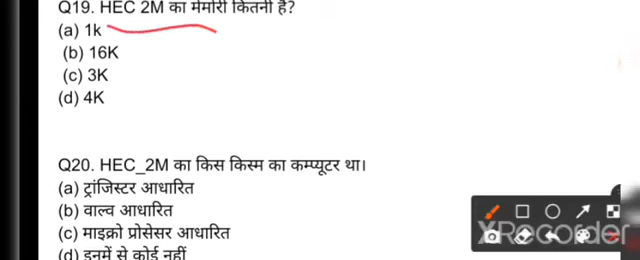 Q19. HEC 2M का मेमोरी कितनी है?
(a) 1k
(b) 16K
(c) 3K
(d) 4K
Q20. HEC_2M का किस किस्म का कम्प्यूटर था।
(a) ट्रांजिस्टर आधारित
(b) वाल्व आधारित
(c) माइक्रो प्रोसेसर आधारित
(d) इनमें से कोई नहीं
XRecorder